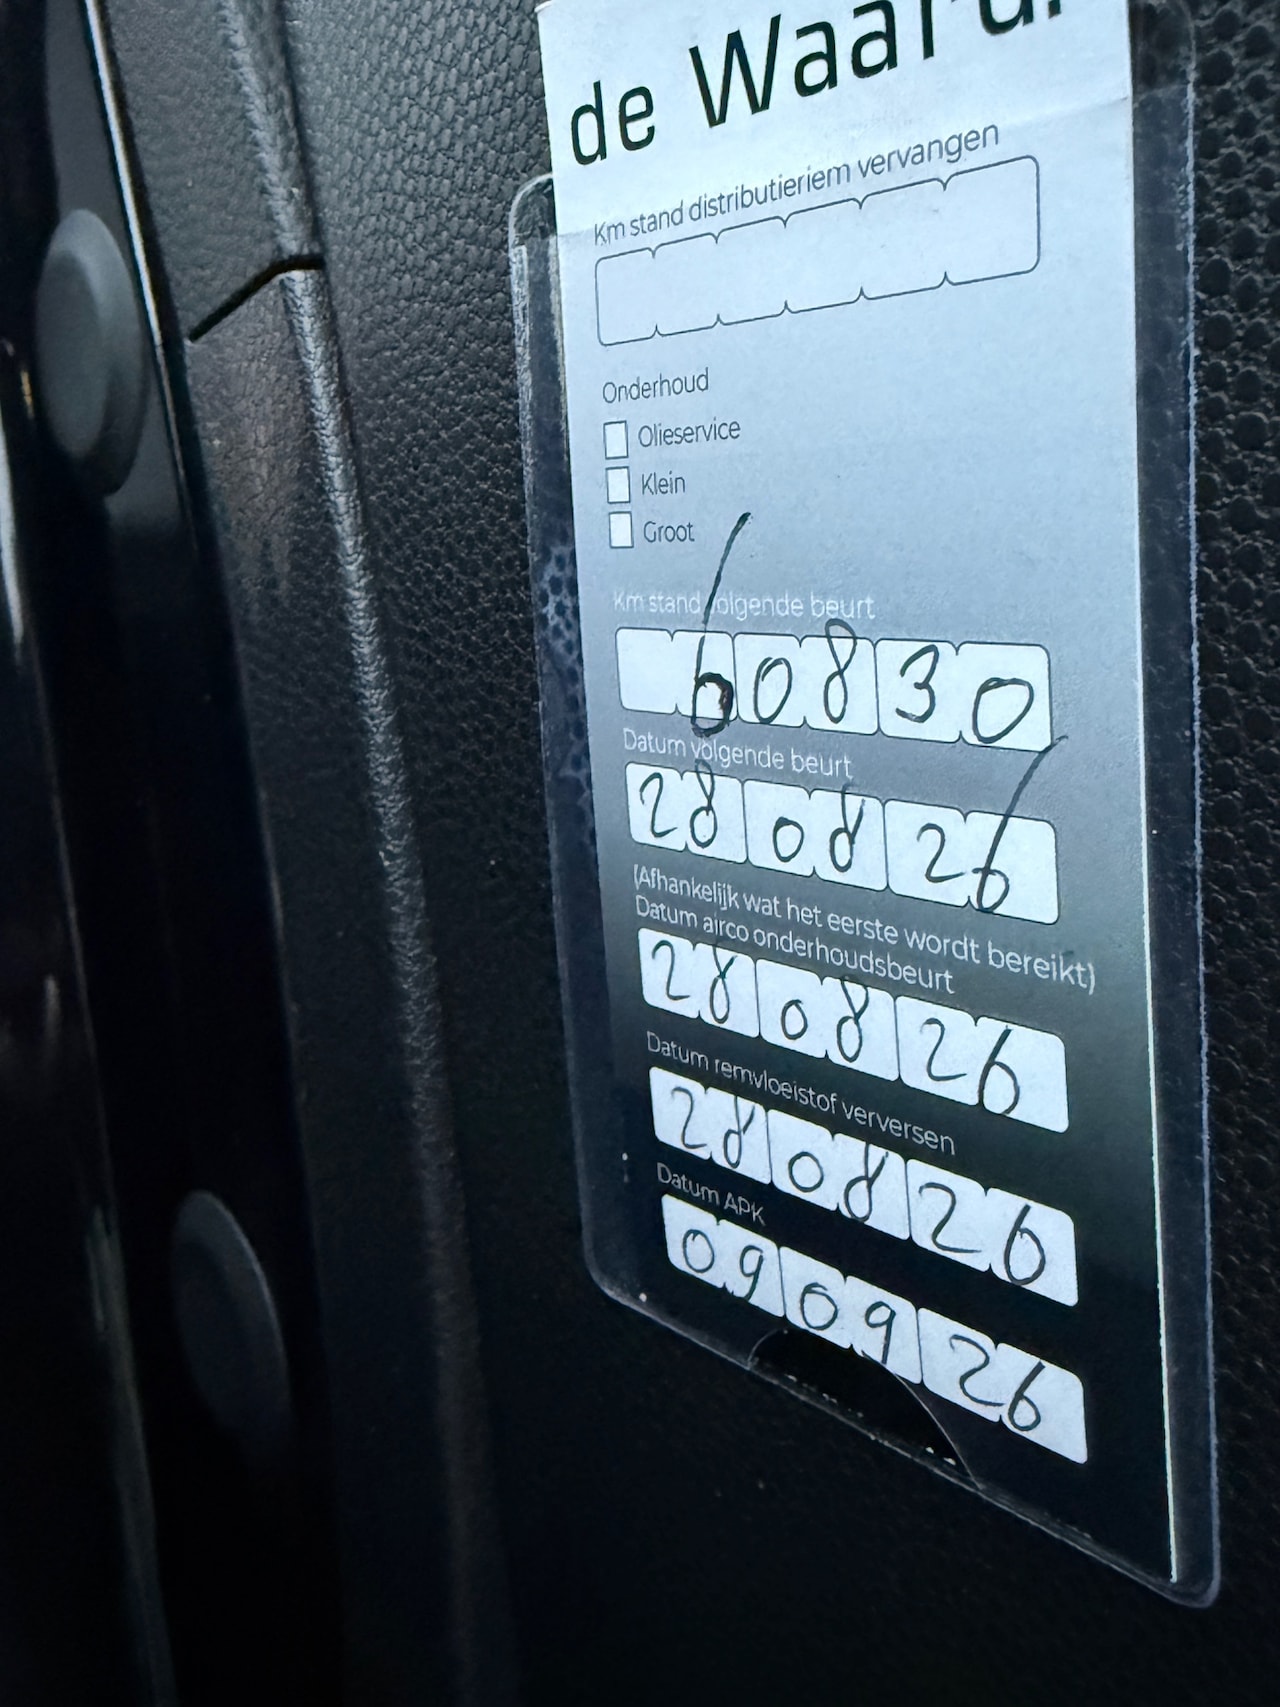 de
Km stand distributieriem vervangen
Onderhoud
Olieservice
Klein
Groot
Km stand volgende beurt
60830
Datum volgende beurt
28 08 26
(Afhankelijk wat het eerste wordt bereikt)
Datum airco onderhoudsbeurt
28 08 26
Datum remvloeistof verversen
28 08 26
Datum APK
09 09 26